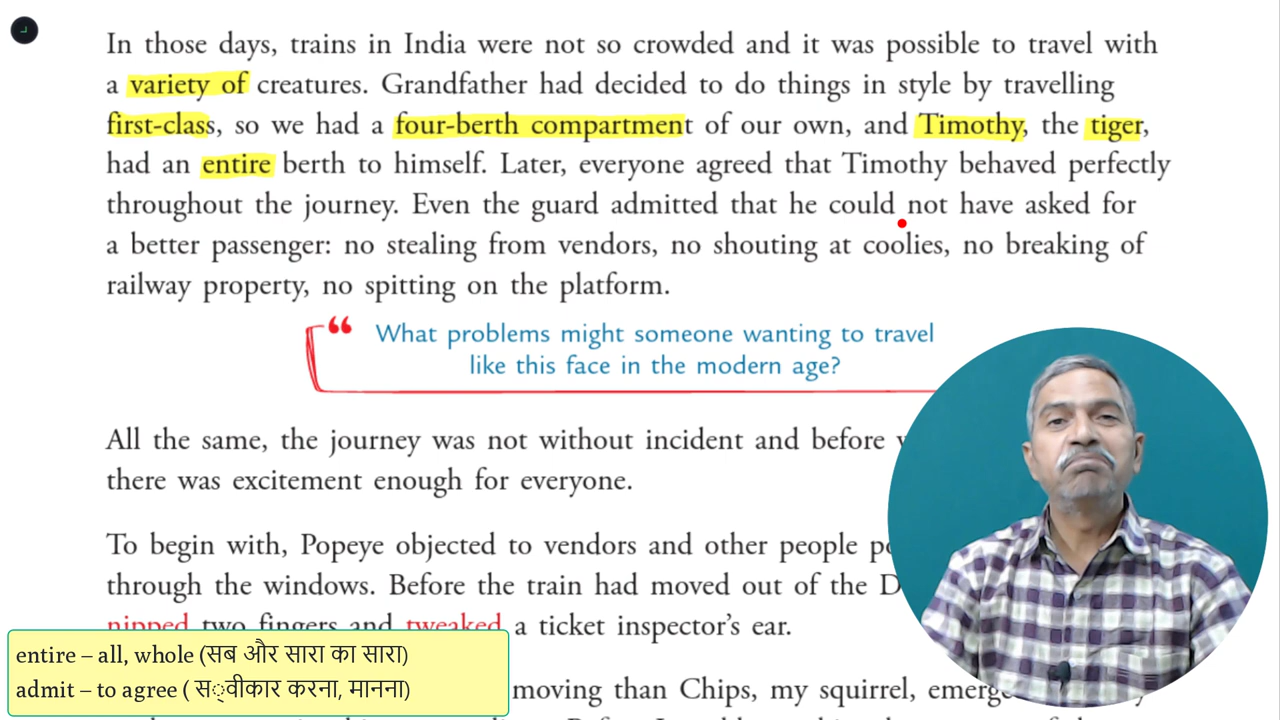 In those days, trains in India were not so crowded and it was possible to travel with
a variety of creatures. Grandfather had decided to do things in style by travelling
first-class, so we had a four-berth compartment of our own, and Timothy, the tiger,
had an entire berth to himself. Later, everyone agreed that Timothy behaved perfectly
throughout the journey. Even the guard admitted that he could not have asked for
a better passenger: no stealing from vendors, no shouting at coolies, no breaking of
railway property, no spitting on the platform.
“ What problems might someone wanting to travel
like this face in the modern age?
All the same, the journey was not without incident and before
there was excitement enough for everyone.
To begin with, Popeye objected to vendors and other people
through the windows. Before the train had moved out of the
nipped two fingers and tweaked a ticket inspector’s ear.
moving than Chips, my squirrel,
entire – all, whole (सब और सारा का सारा)
admit – to agree ( स्वीकार करना, मानना)